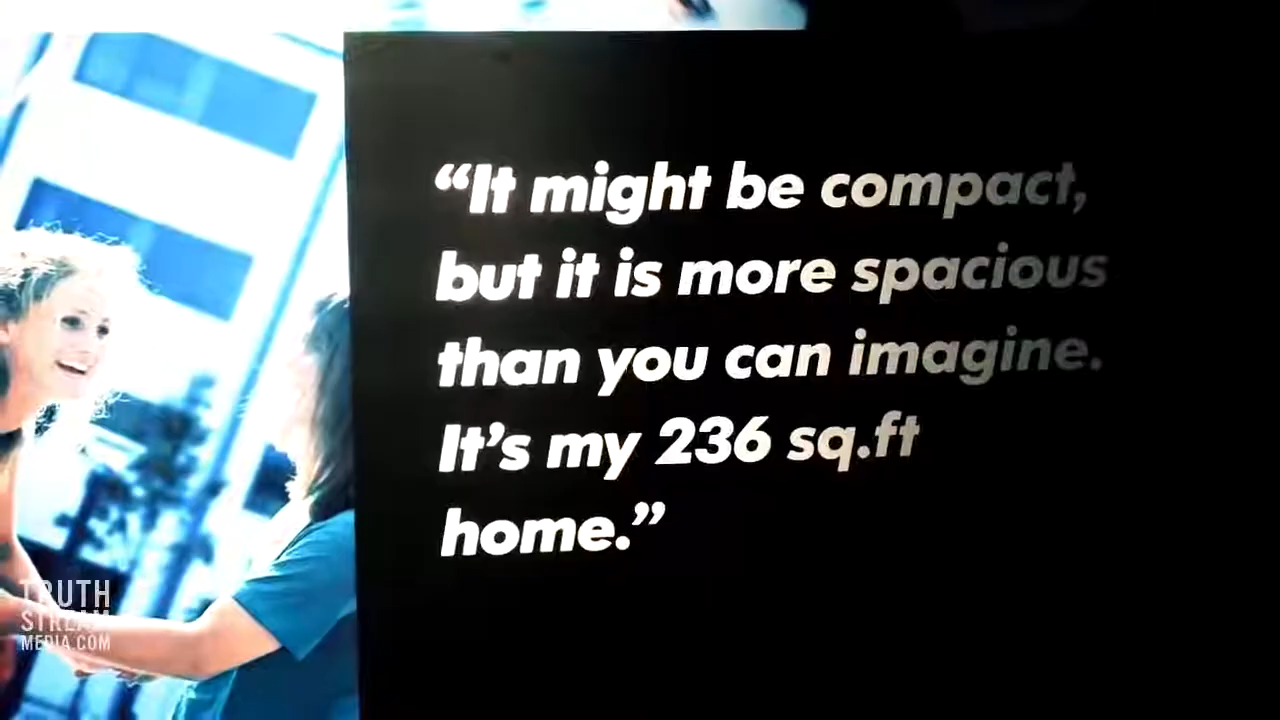 “It might be compact,
but it is more spacious
than you can imagine.
It’s my 236 sq.ft
home.”
TRUTH
STREAM
MEDIA.COM